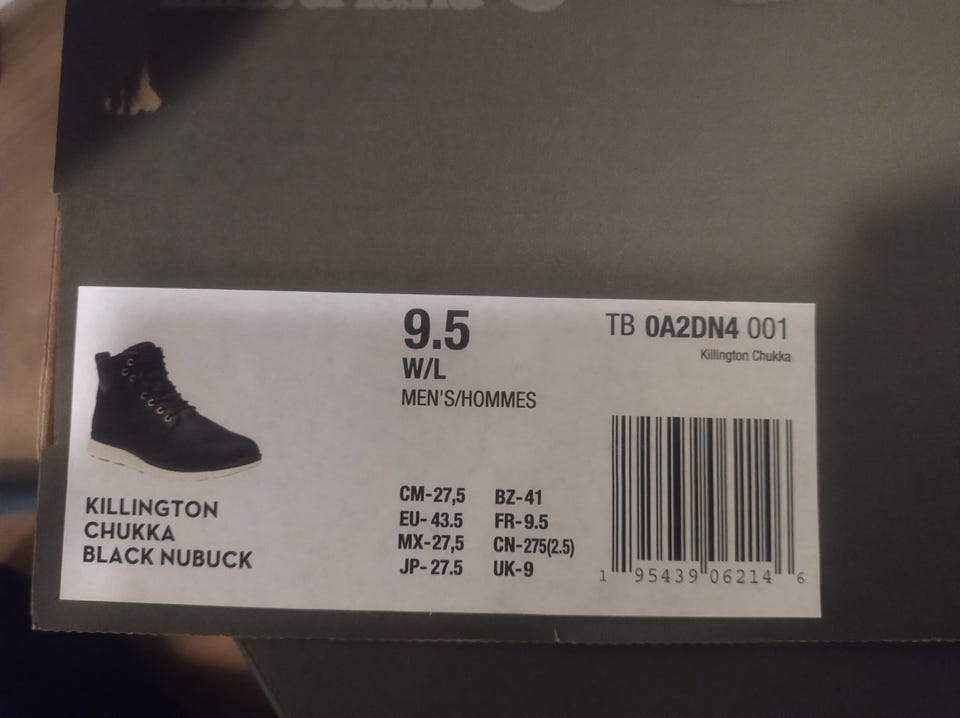 9.5
W/L
MEN'S/HOMMES
TB 0A2DN4 001
Killington Chukka
KILLINGTON
CHUKKA
BLACK NUBUCK
CM-27,5 BZ-41
EU-43.5 FR-9.5
MX-27,5 CN-275(2.5)
JP-27.5 UK-9
1 95439 06214 6